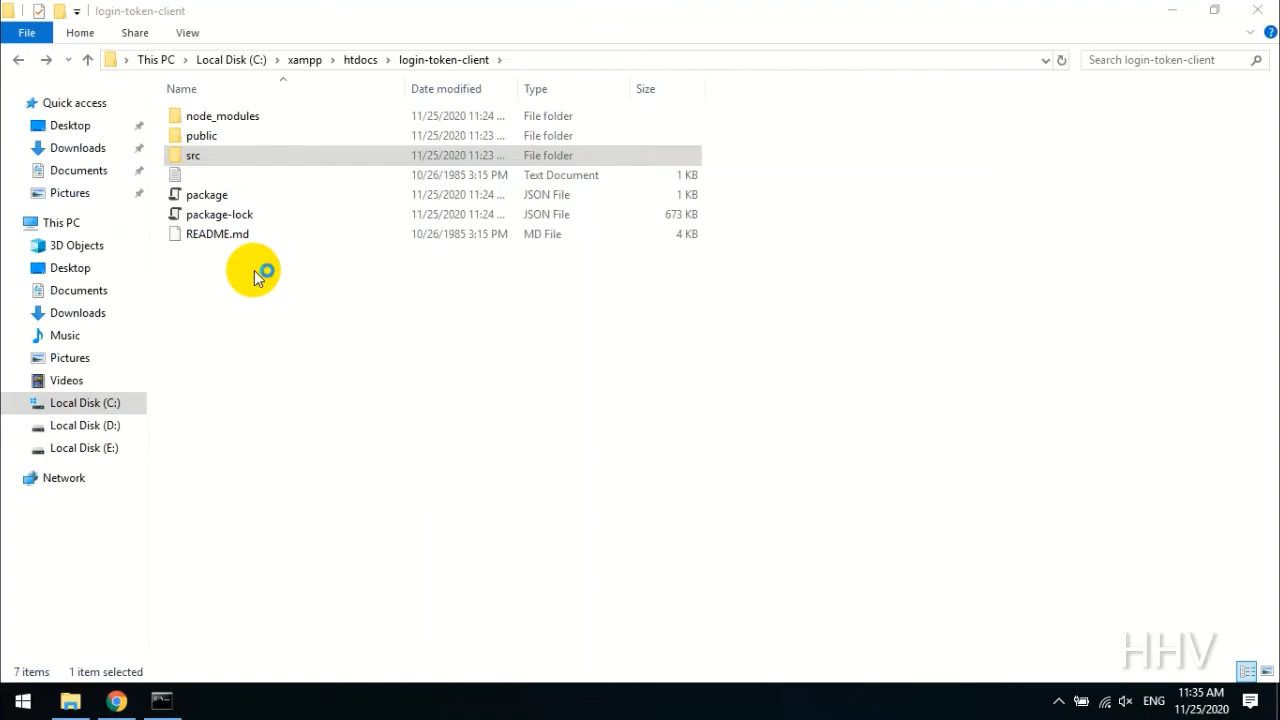 login-token-client
File Home Share View
This PC Local Disk (C:) xampp htdocs login-token-client
Search login-token-client
Name Date modified Type Size
Quick access
Desktop
Downloads
Documents
Pictures
This PC
3D Objects
Desktop
Documents
Downloads
Music
Pictures
Videos
Local Disk (C:)
Local Disk (D:)
Local Disk (E:)
Network
node_modules 11/25/2020 11:24 ... File folder
public 11/25/2020 11:23 ... File folder
src 11/25/2020 11:23 ... File folder
10/26/1985 3:15 PM Text Document 1 KB
package 11/25/2020 11:24 ... JSON File 1 KB
package-lock 11/25/2020 11:24 ... JSON File 673 KB
README.md 10/26/1985 3:15 PM MD File 4 KB
HHV
7 items 1 item selected
ENG
11:35 AM
11/25/2020